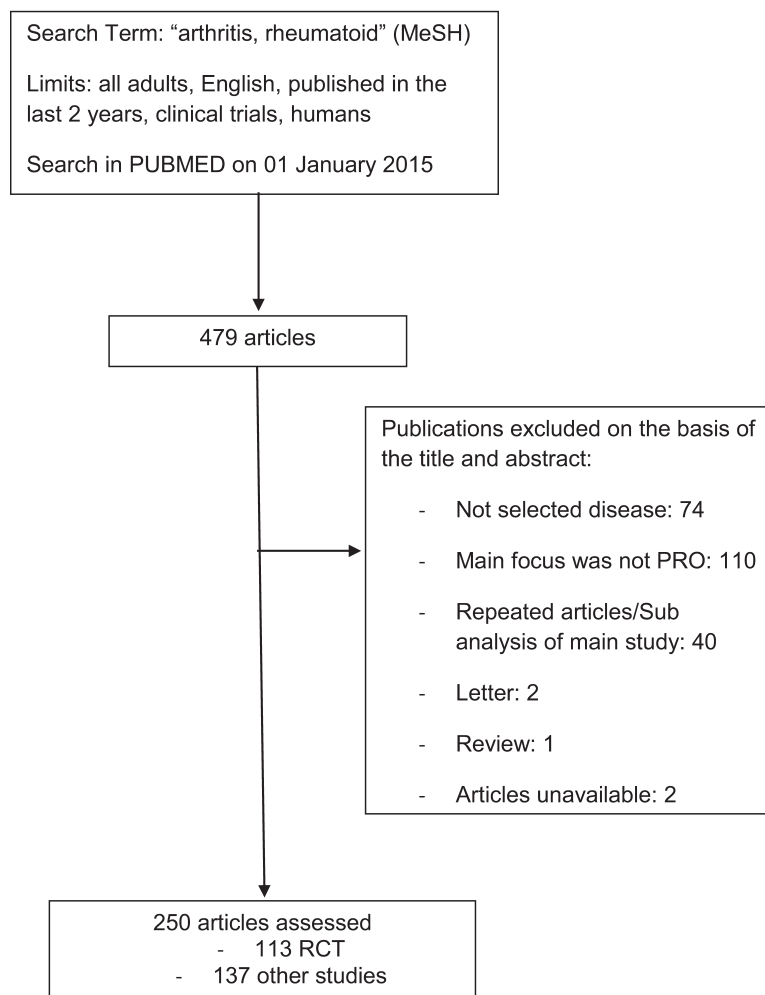 Search Term: “arthritis, rheumatoid” (MeSH)
Limits: all adults, English, published in the
last 2 years, clinical trials, humans
Search in PUBMED on 01 January 2015
479 articles
Publications excluded on the basis of
the title and abstract:
- Not selected disease: 74
- Main focus was not PRO: 110
- Repeated articles/Sub
analysis of main study: 40
- Letter: 2
- Review: 1
- Articles unavailable: 2
250 articles assessed
- 113 RCT
- 137 other studies